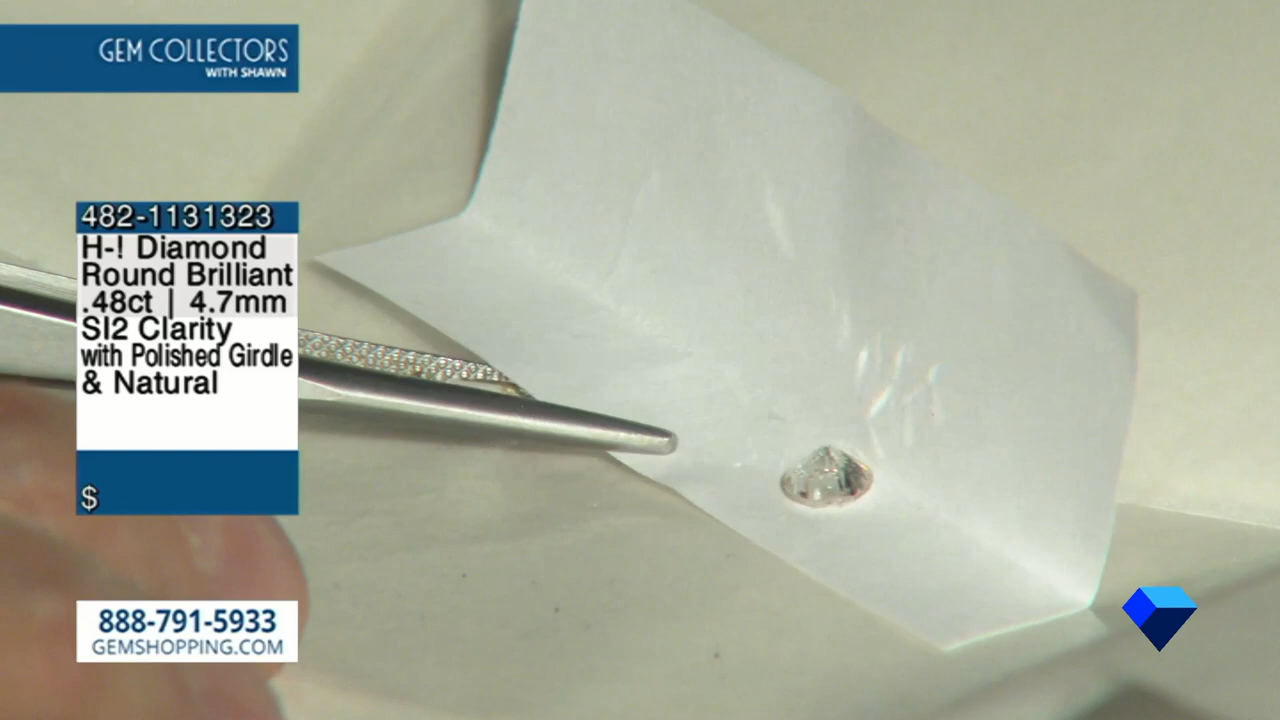 GEM COLLECTORS
WITH SHAWN
482-1131323
H-! Diamond
Round Brilliant
.48ct | 4.7mm
SI2 Clarity
with Polished Girdle
& Natural
$
888-791-5933
GEMSHOPPING.COM